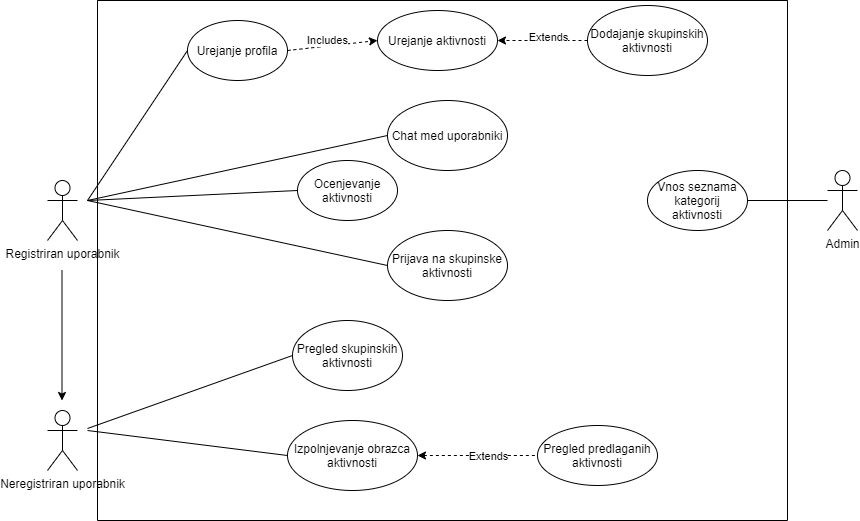 Urejanje profila
Includes
Urejanje aktivnosti
Extends
Dodajanje skupinskih
aktivnosti
Chat med uporabniki
Ocenjevanje
aktivnosti
Vnos seznama
kategorij
aktivnosti
Registriran uporabnik
Admin
Prijava na skupinske
aktivnosti
Pregled skupinskih
aktivnosti
Neregistriran uporabnik
Izpolnjevanje obrazca
aktivnosti
Extends
Pregled predlaganih
aktivnosti